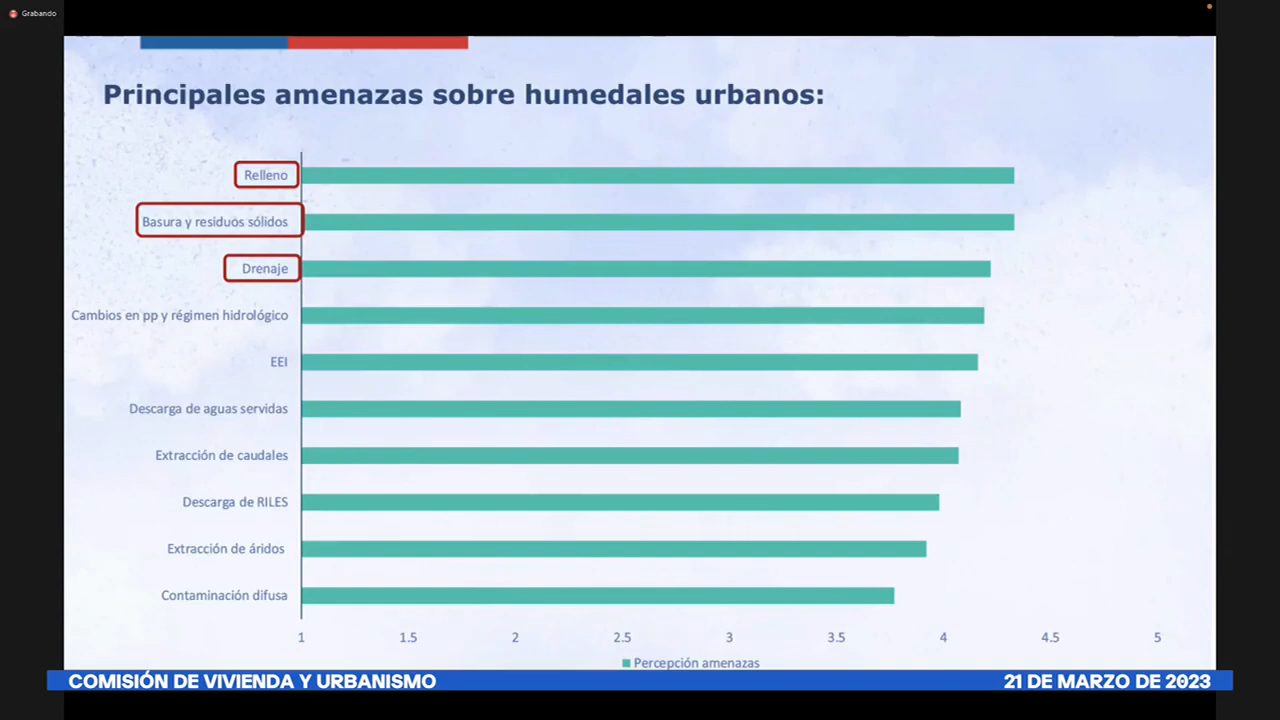 Grabando
Principales amenazas sobre humedales urbanos:
Relleno
Basura y residuos sólidos
Drenaje
Cambios en pp y régimen hidrológico
EEI
Descarga de aguas servidas
Extracción de caudales
Descarga de RILES
Extracción de áridos
Contaminación difusa
1 1.5 2 2.5 3 3.5 4 4.5 5
Percepción amenazas
COMISIÓN DE VIVIENDA Y URBANISMO 21 DE MARZO DE 2023